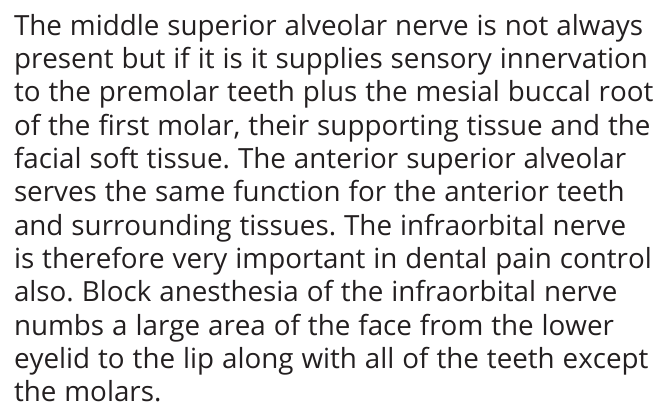 The middle superior alveolar nerve is not always
present but if it is it supplies sensory innervation
to the premolar teeth plus the mesial buccal root
of the first molar, their supporting tissue and the
facial soft tissue. The anterior superior alveolar
serves the same function for the anterior teeth
and surrounding tissues. The infraorbital nerve
is therefore very important in dental pain control
also. Block anesthesia of the infraorbital nerve
numbs a large area of the face from the lower
eyelid to the lip along with all of the teeth except
the molars.